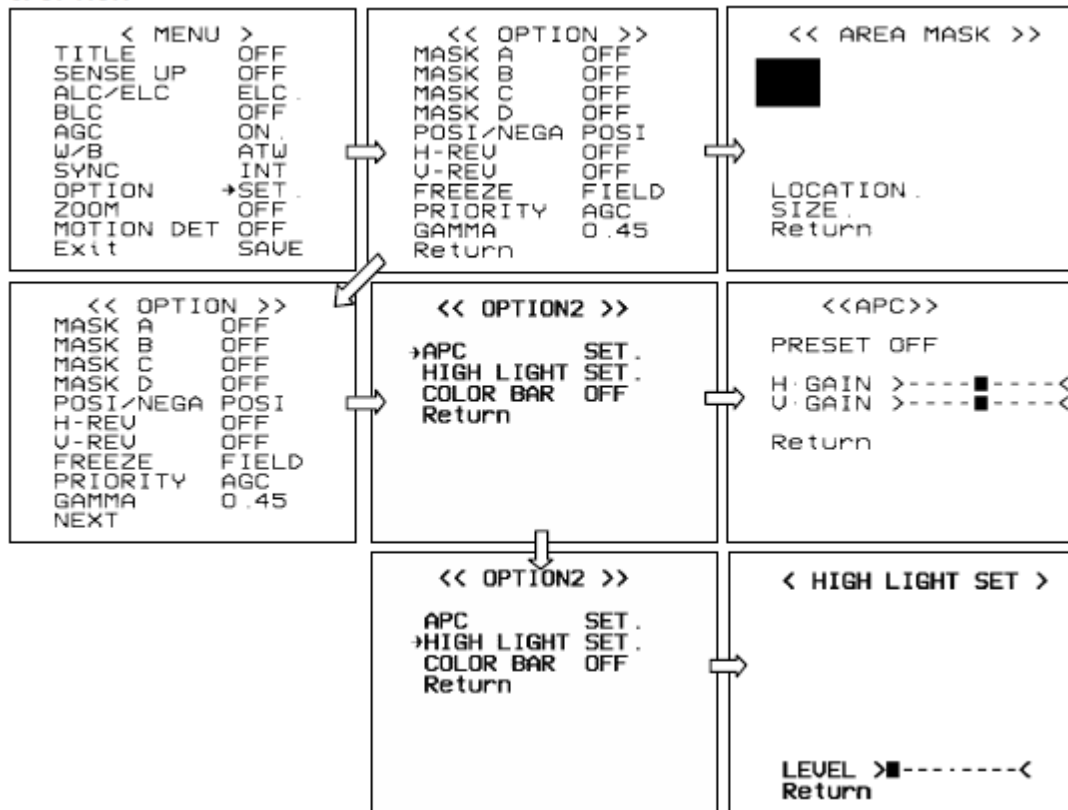 < MENU >
TITLE OFF
SENSE UP OFF
ALC/ELC ELC.
BLC OFF
AGC ON.
W/B ATW
SYNC INT
OPTION →SET.
ZOOM OFF
MOTION DET OFF
Exit SAVE
<< OPTION >>
MASK A OFF
MASK B OFF
MASK C OFF
MASK D OFF
POSI/NEGA POSI
H-REV OFF
V-REV OFF
FREEZE FIELD
PRIORITY AGC
GAMMA 0.45
Return
<< AREA MASK >>
LOCATION.
SIZE.
Return
<< OPTION >>
MASK A OFF
MASK B OFF
MASK C OFF
MASK D OFF
POSI/NEGA POSI
H-REV OFF
V-REV OFF
FREEZE FIELD
PRIORITY AGC
GAMMA 0.45
NEXT
<< OPTION2 >>
→APC SET.
HIGH LIGHT SET.
COLOR BAR OFF
Return
<<APC>>
PRESET OFF
H·GAIN >----■----<
V·GAIN >----■----<
Return
<< OPTION2 >>
APC SET.
→HIGH LIGHT SET.
COLOR BAR OFF
Return
< HIGH LIGHT SET >
LEVEL >■----·----<
Return